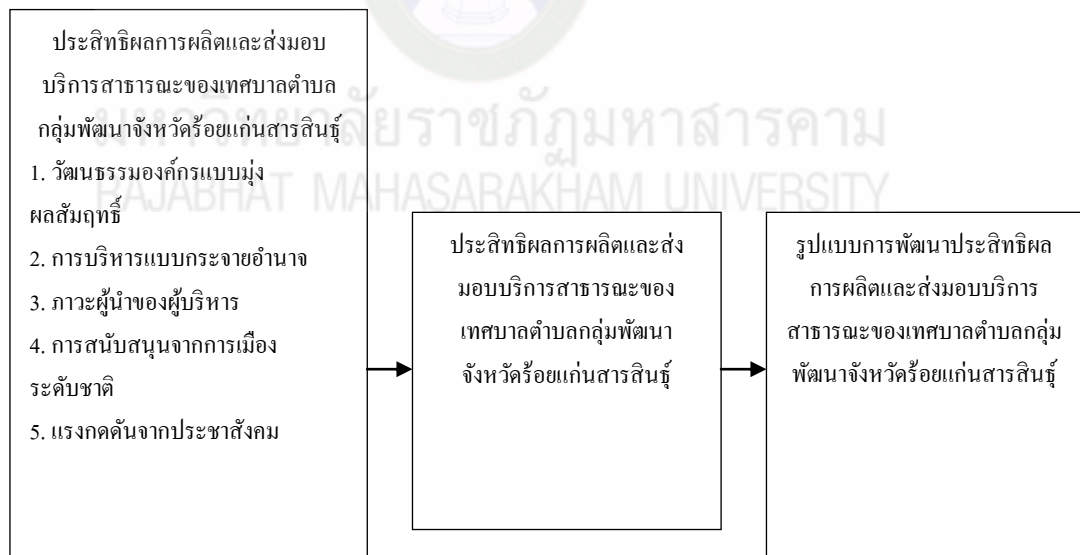 ประสิทธิผลการผลิตและส่งมอบ
บริการสาธารณะของเทศบาลตำบล
กลุ่มพัฒนาจังหวัดร้อยแก่นสารสินธุ์
1. วัฒนธรรมองค์กรแบบมุ่ง
ผลสัมฤทธิ์
2. การบริหารแบบกระจายอำนาจ
3. ภาวะผู้นำของผู้บริหาร
4. การสนับสนุนจากการเมือง
ระดับชาติ
5. แรงกดดันจากประชาสังคม
ประสิทธิผลการผลิตและส่ง
มอบบริการสาธารณะของ
เทศบาลตำบลกลุ่มพัฒนา
จังหวัดร้อยแก่นสารสินธุ์
รูปแบบการพัฒนาประสิทธิผล
การผลิตและส่งมอบบริการ
สาธารณะของเทศบาลตำบลกลุ่ม
พัฒนาจังหวัดร้อยแก่นสารสินธุ์
มหาวิทยาลัยราชภัฏมหาสารคาม
RAJABHAT MAHASARAKHAM UNIVERSITY